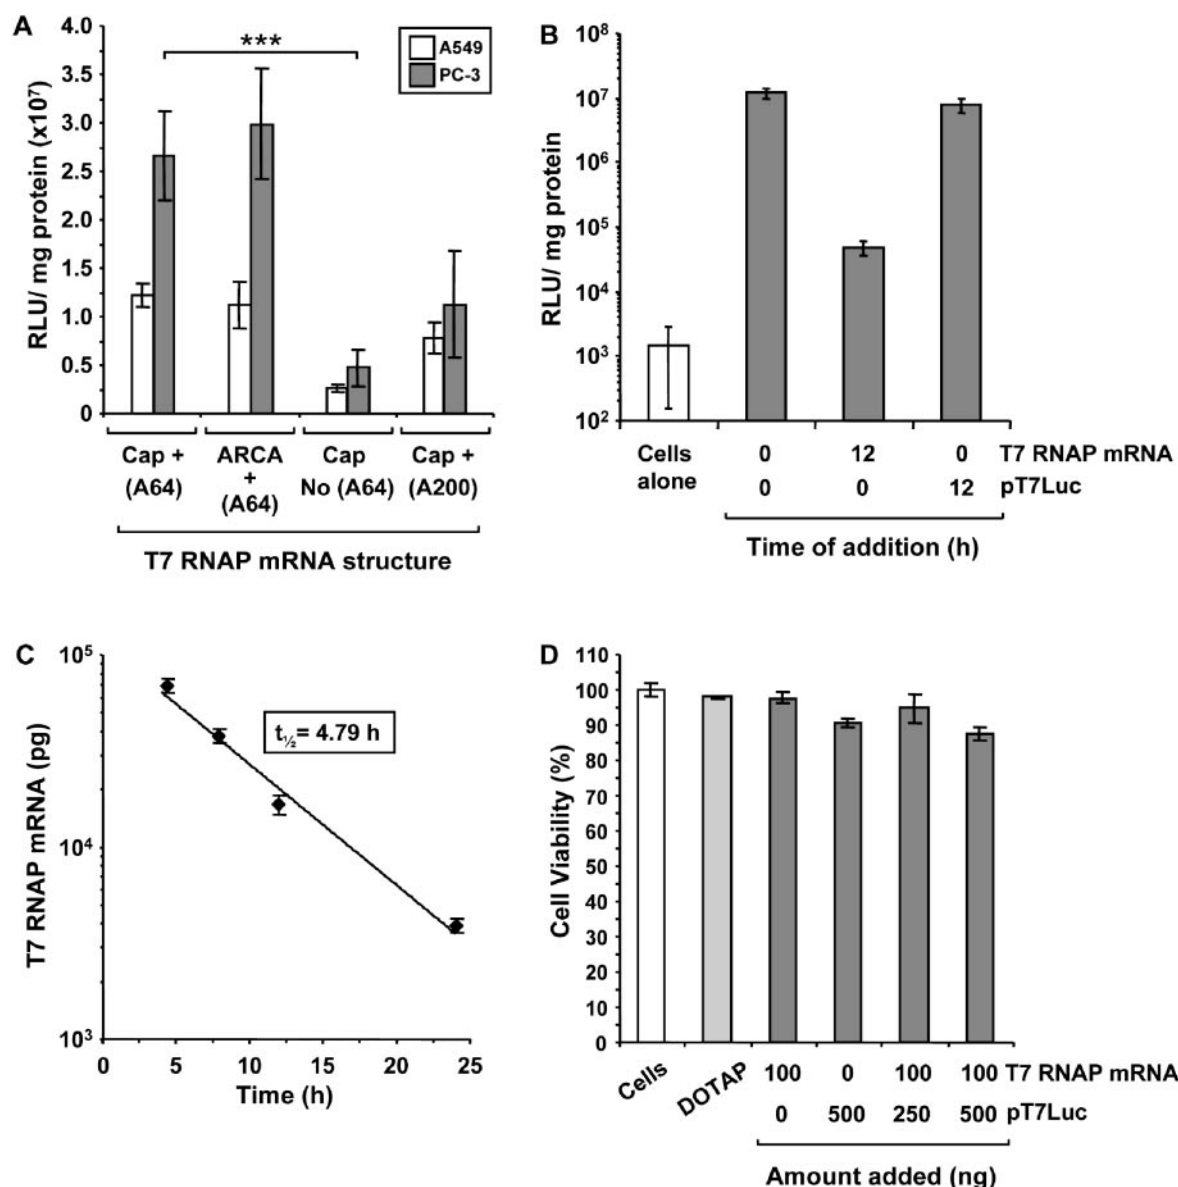 A
4.0
3.5
3.0
2.5
2.0
1.5
1.0
0.5
0
RLU/ mg protein (x10⁷)
***
A549
PC-3
Cap + ARCA Cap Cap +
(A64) + No (A64) (A200)
(A64)
T7 RNAP mRNA structure
B
10⁸
10⁷
10⁶
10⁵
10⁴
10³
10²
RLU/ mg protein
Cells 0 12 0 T7 RNAP mRNA
alone 0 0 12 pT7Luc
Time of addition (h)
C
10⁵
10⁴
10³
T7 RNAP mRNA (pg)
t½= 4.79 h
0 5 10 15 20 25
Time (h)
D
110
100
90
80
70
60
50
40
30
20
10
0
Cell Viability (%)
Cells DOTAP 100 0 100 100 T7 RNAP mRNA
0 500 250 500 pT7Luc
Amount added (ng)